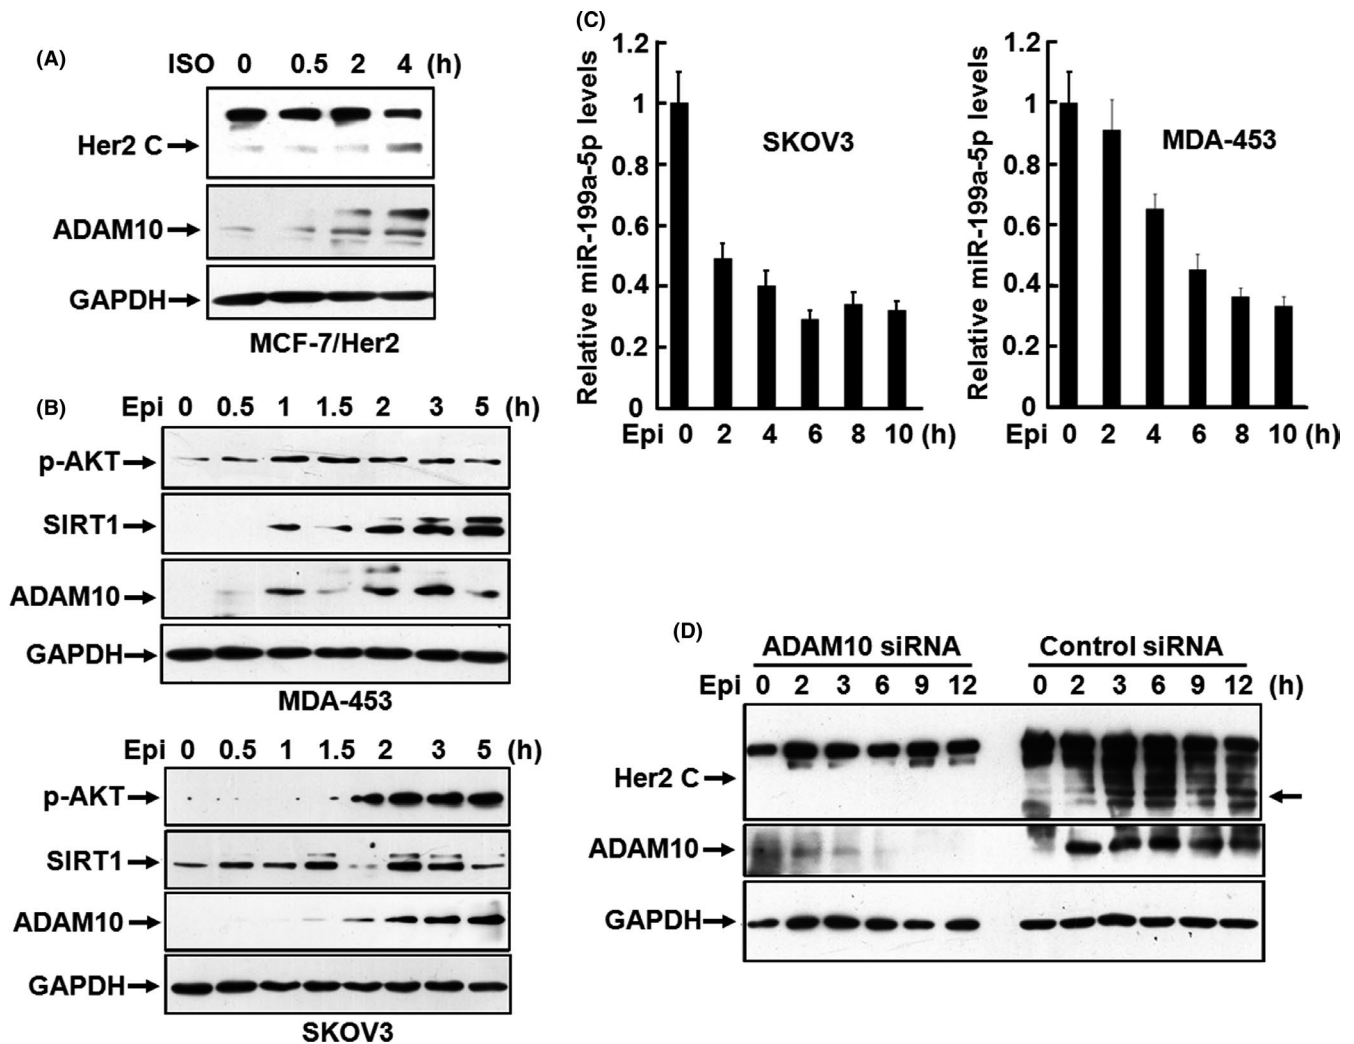 (A)
ISO 0 0.5 2 4 (h)
Her2 C
ADAM10
GAPDH
MCF-7/Her2
(B)
Epi 0 0.5 1 1.5 2 3 5 (h)
p-AKT
SIRT1
ADAM10
GAPDH
MDA-453
Epi 0 0.5 1 1.5 2 3 5 (h)
p-AKT
SIRT1
ADAM10
GAPDH
SKOV3
(C)
Relative miR-199a-5p levels
1.2
1
0.8
0.6
0.4
0.2
0
SKOV3
Epi 0 2 4 6 8 10 (h)
Relative miR-199a-5p levels
1.2
1
0.8
0.6
0.4
0.2
0
MDA-453
Epi 0 2 4 6 8 10 (h)
(D)
ADAM10 siRNA Control siRNA
Epi 0 2 3 6 9 12 0 2 3 6 9 12 (h)
Her2 C
ADAM10
GAPDH